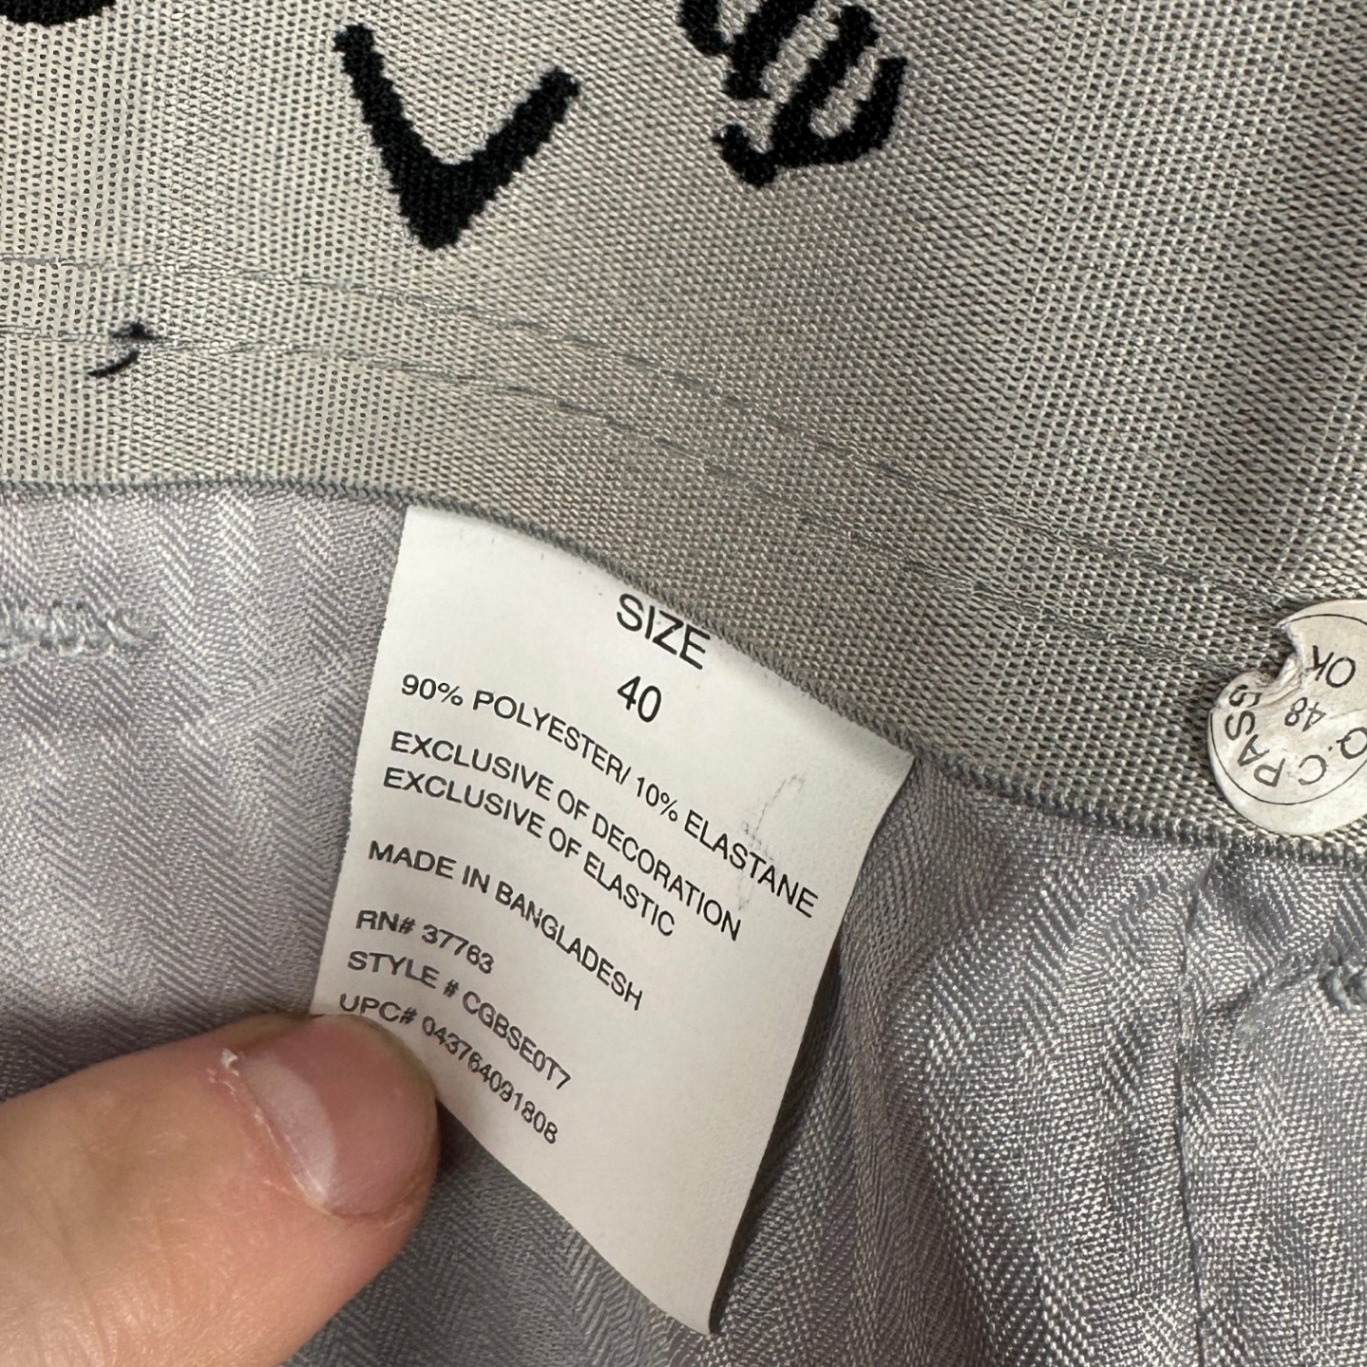 SIZE
40
90% POLYESTER/ 10% ELASTANE
EXCLUSIVE OF DECORATION
EXCLUSIVE OF ELASTIC
MADE IN BANGLADESH
RN# 37763
STYLE # CGBSE0T7
UPC# 043764091808
OK
48
Q.C PASS